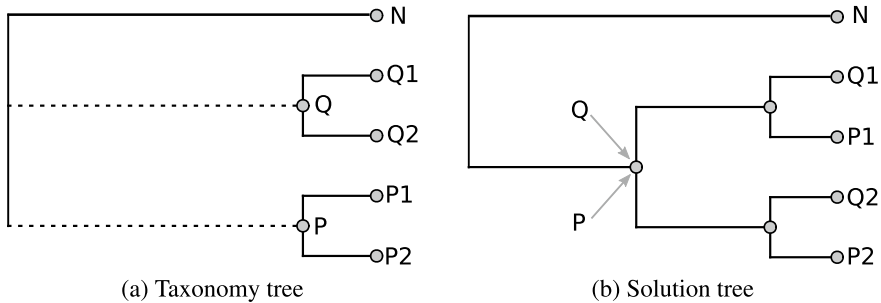 N
Q1
Q
Q2
P1
P
P2
(a) Taxonomy tree
N
Q1
Q
P1
Q2
P
P2
(b) Solution tree